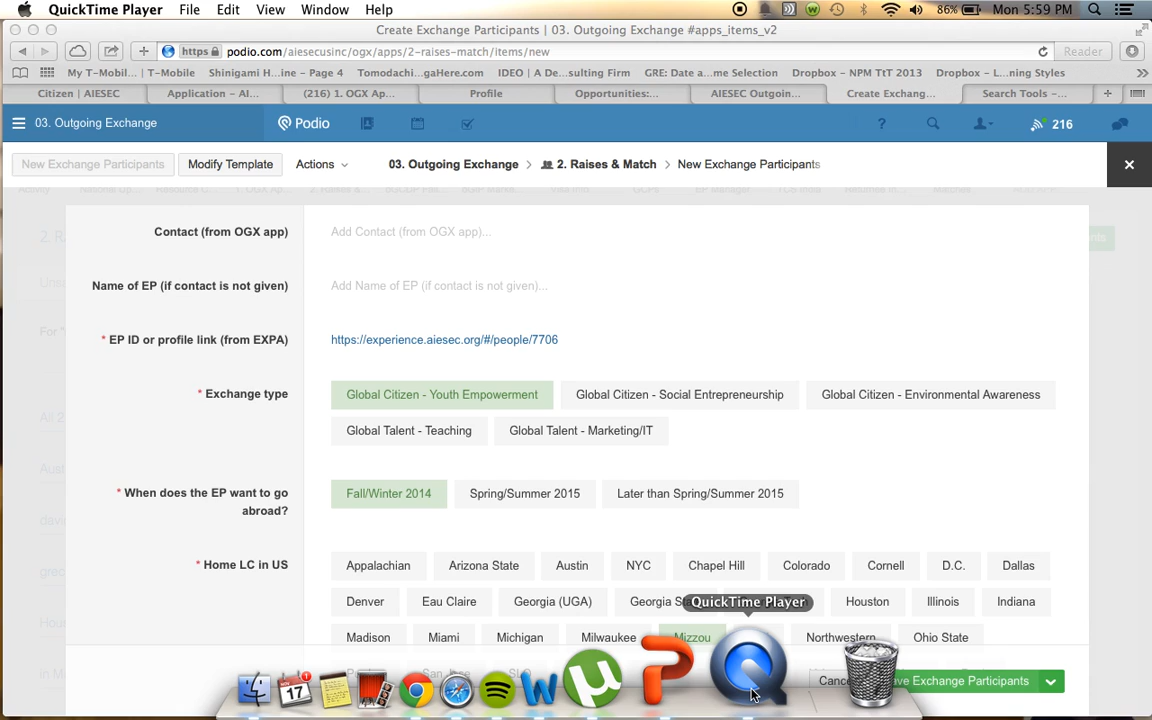 QuickTime Player File Edit View Window Help 86% Mon 5:59 PM
Create Exchange Participants | 03. Outgoing Exchange #apps_items_v2
https podio.com/aiesecusinc/ogx/apps/2-raises-match/items/new Reader
My T-Mobil... | T-Mobile Shinigami H...ine - Page 4 Tomodachi...gaHere.com IDEO | A De...sulting Firm GRE: Date a...me Selection Dropbox - NPM TtT 2013 Dropbox - L...ning Styles
Citizen | AIESEC Application – AI... (216) 1. OGX Ap... Profile Opportunities:... AIESEC Outgoin... Create Exchang... Search Tools –...
03. Outgoing Exchange Podio ? 216
New Exchange Participants Modify Template Actions 03. Outgoing Exchange 2. Raises & Match New Exchange Participants
Contact (from OGX app) Add Contact (from OGX app)...
Name of EP (if contact is not given) Add Name of EP (if contact is not given)...
* EP ID or profile link (from EXPA) https://experience.aiesec.org/#/people/7706
* Exchange type Global Citizen - Youth Empowerment Global Citizen - Social Entrepreneurship Global Citizen - Environmental Awareness
Global Talent - Teaching Global Talent - Marketing/IT
* When does the EP want to go Fall/Winter 2014 Spring/Summer 2015 Later than Spring/Summer 2015
abroad?
* Home LC in US Appalachian Arizona State Austin NYC Chapel Hill Colorado Cornell D.C. Dallas
QuickTime Player
Denver Eau Claire Georgia (UGA) Georgia Houston Illinois Indiana
Madison Miami Michigan Milwaukee Mizzou Northwestern Ohio State
Exchange Participants
NOV 17 1